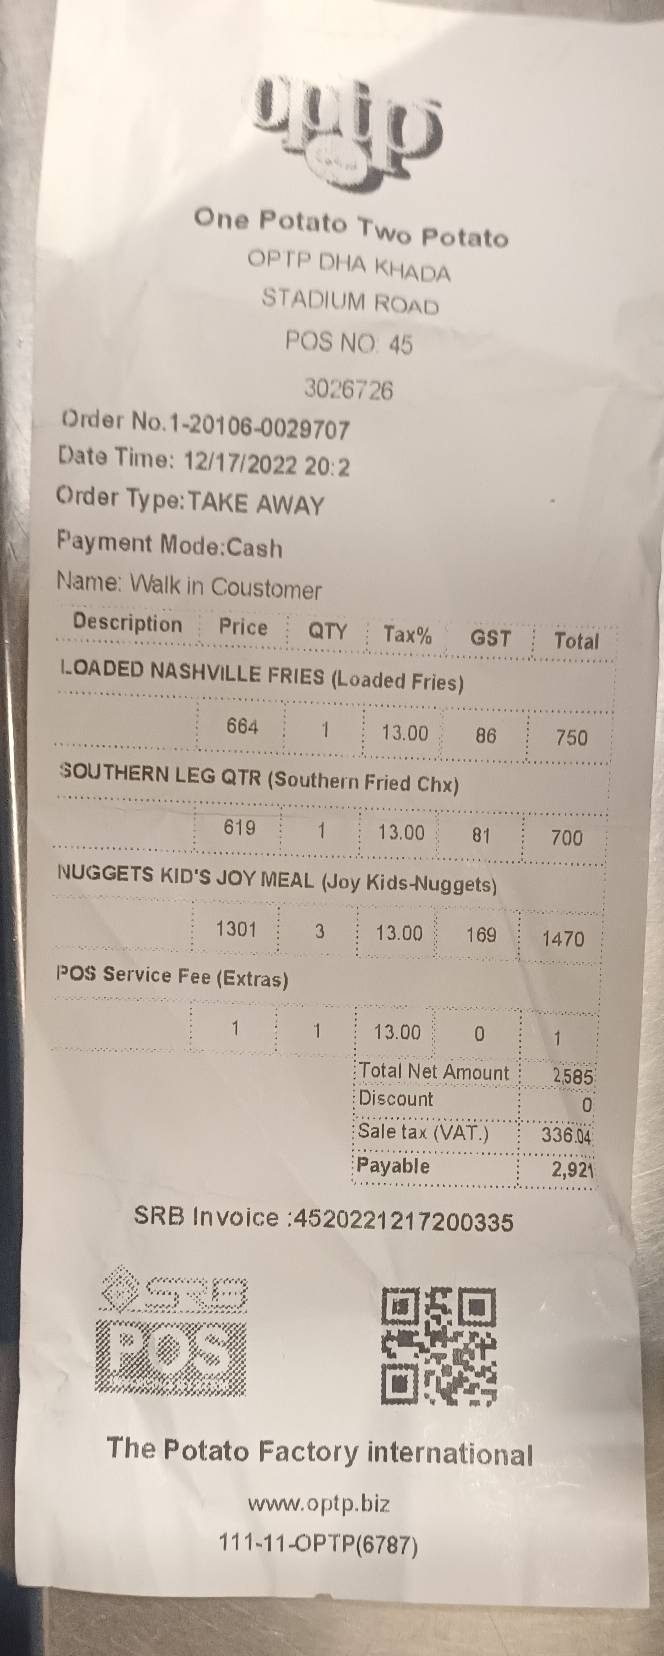 optp
One Potato Two Potato
OPTP DHA KHADA
STADIUM ROAD
POS NO: 45
3026726
Order No.1-20106-0029707
Date Time: 12/17/2022 20:2
Order Type:TAKE AWAY
Payment Mode:Cash
Name: Walk in Coustomer
Description Price QTY Tax% GST Total
LOADED NASHVILLE FRIES (Loaded Fries)
664 1 13.00 86 750
SOUTHERN LEG QTR (Southern Fried Chx)
619 1 13.00 81 700
NUGGETS KID'S JOY MEAL (Joy Kids-Nuggets)
1301 3 13.00 169 1470
POS Service Fee (Extras)
1 1 13.00 0 1
Total Net Amount 2,585
Discount 0
Sale tax (VAT.) 336.04
Payable 2,921
SRB Invoice :4520221217200335
SRB
POS
The Potato Factory international
www.optp.biz
111-11-OPTP(6787)